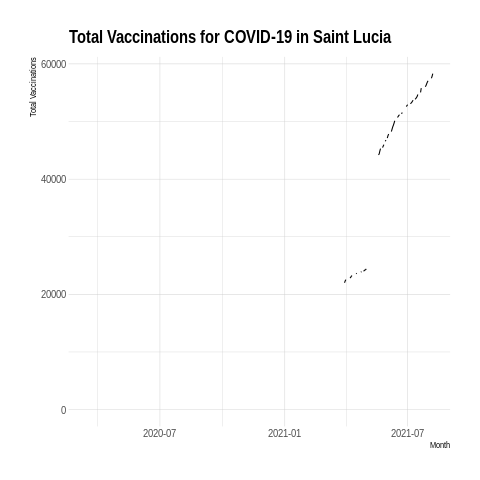 Total Vaccinations for COVID-19 in Saint Lucia
Total Vaccinations
60000
40000
20000
0
2020-07
2021-01
2021-07
Month